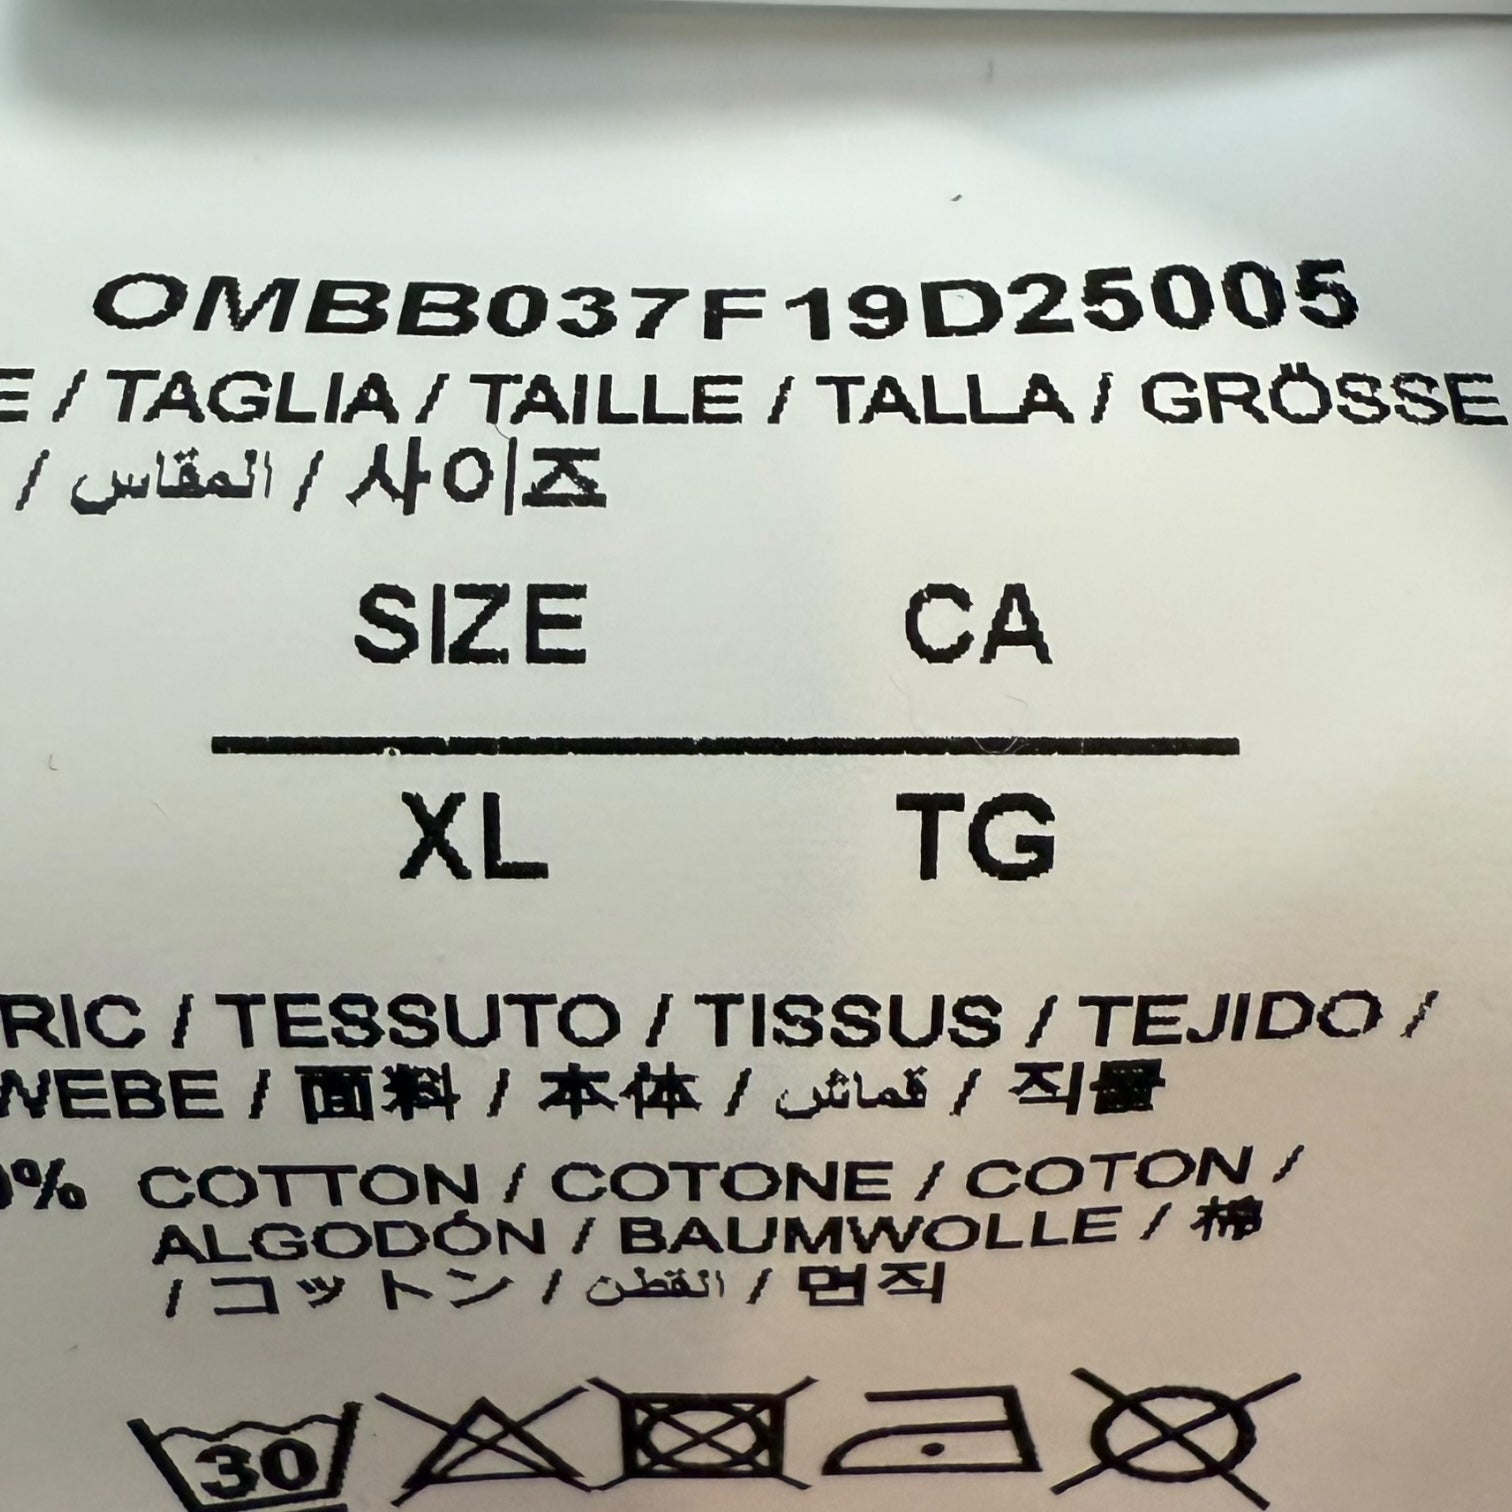 OMBB037F19D25005
E / TAGLIA / TAILLE / TALLA / GRÖSSE
/ المقاس / 사이즈
SIZE CA
XL TG
RIC / TESSUTO / TISSUS / TEJIDO /
WEBE / 面料 / 本体 / قماش / 직물
0% COTTON / COTONE / COTON /
ALGODÓN / BAUMWOLLE / 棉
/ コットン / القطن / 면직
30